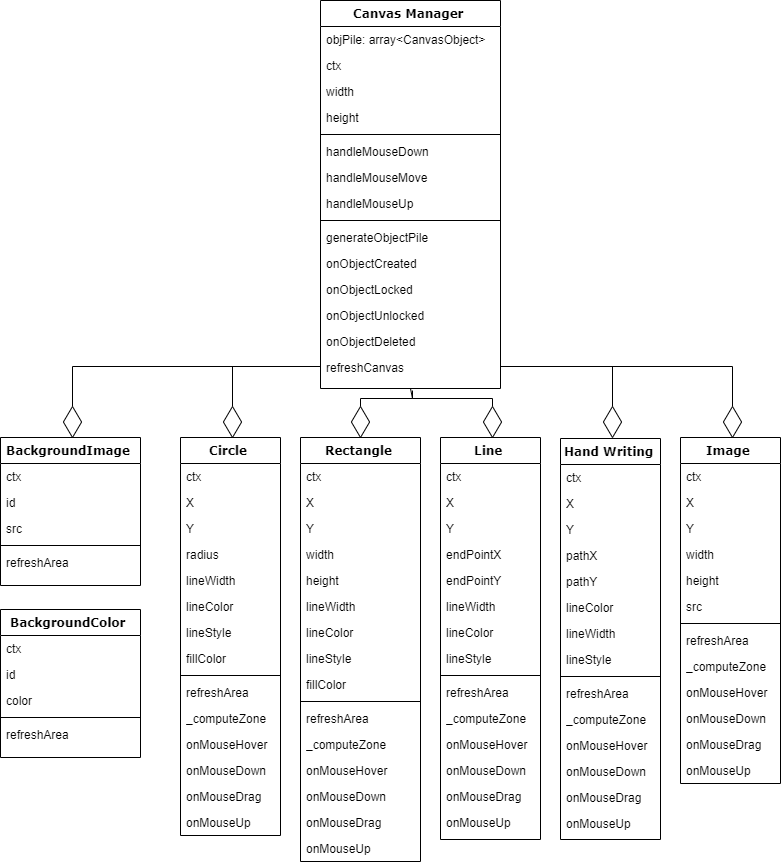 Canvas Manager
objPile: array<CanvasObject>
ctx
width
height
handleMouseDown
handleMouseMove
handleMouseUp
generateObjectPile
onObjectCreated
onObjectLocked
onObjectUnlocked
onObjectDeleted
refreshCanvas
BackgroundImage
ctx
id
src
refreshArea
BackgroundColor
ctx
id
color
refreshArea
Circle
ctx
X
Y
radius
lineWidth
lineColor
lineStyle
fillColor
refreshArea
_computeZone
onMouseHover
onMouseDown
onMouseDrag
onMouseUp
Rectangle
ctx
X
Y
width
height
lineWidth
lineColor
lineStyle
fillColor
refreshArea
_computeZone
onMouseHover
onMouseDown
onMouseDrag
onMouseUp
Line
ctx
X
Y
endPointX
endPointY
lineWidth
lineColor
lineStyle
refreshArea
_computeZone
onMouseHover
onMouseDown
onMouseDrag
onMouseUp
Hand Writing
ctx
X
Y
pathX
pathY
lineColor
lineWidth
lineStyle
refreshArea
_computeZone
onMouseHover
onMouseDown
onMouseDrag
onMouseUp
Image
ctx
X
Y
width
height
src
refreshArea
_computeZone
onMouseHover
onMouseDown
onMouseDrag
onMouseUp